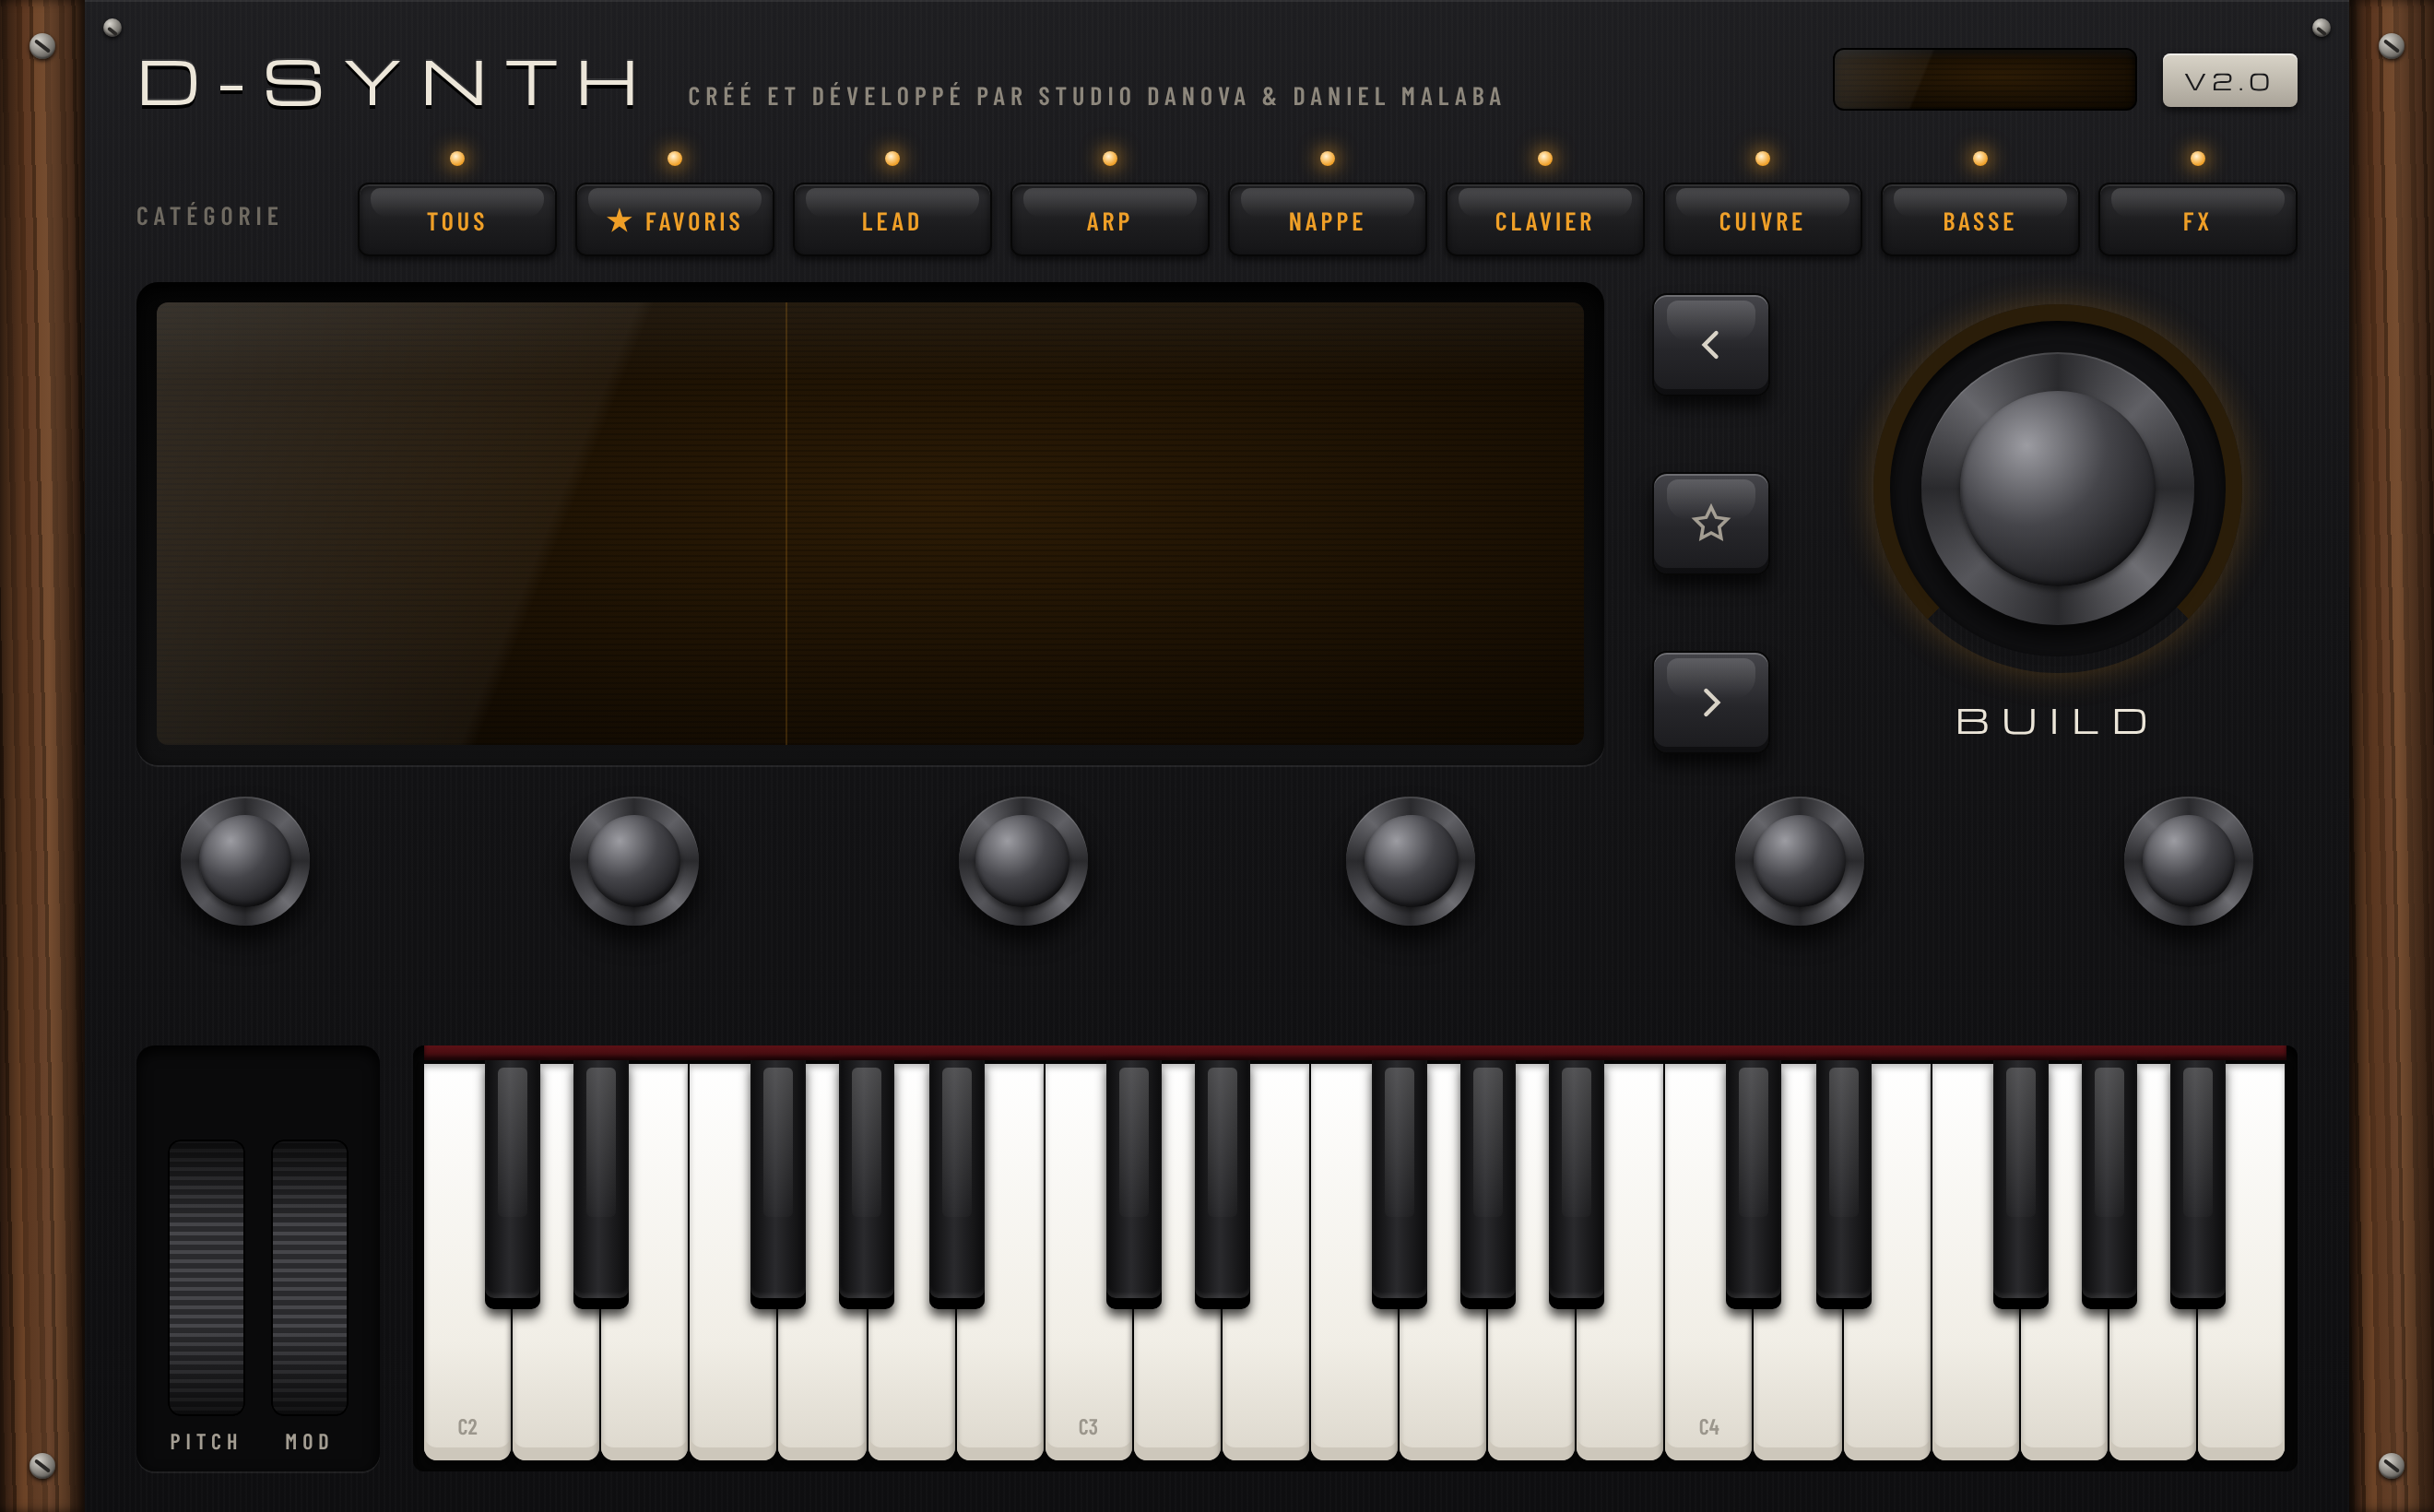 D-SYNTH
CRÉÉ ET DÉVELOPPÉ PAR STUDIO DANOVA & DANIEL MALABA
V2.0
CATÉGORIE
TOUS
★ FAVORIS
LEAD
ARP
NAPPE
CLAVIER
CUIVRE
BASSE
FX
BUILD
C2
C3
C4
PITCH
MOD